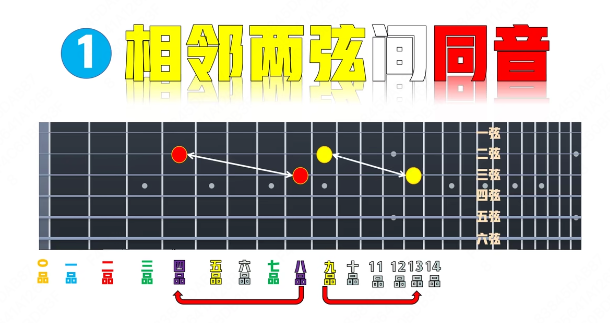 1 相邻两弦间同音
一弦
二弦
三弦
四弦
五弦
六弦
0品 一品 二品 三品 四品 五品 六品 七品 八品 九品 十品 11品 12品 13品 14品